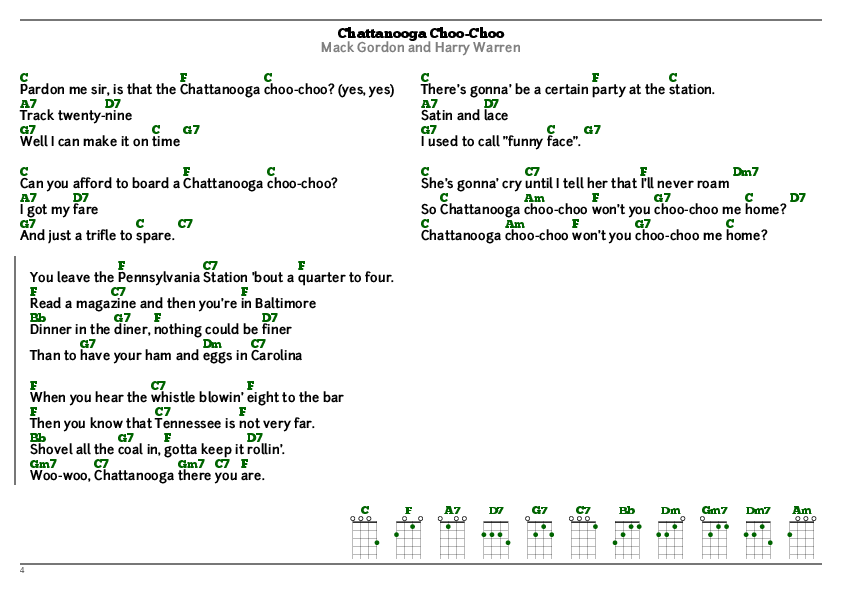 Chattanooga Choo-Choo
Mack Gordon and Harry Warren
C F C
Pardon me sir, is that the Chattanooga choo-choo? (yes, yes)
A7 D7
Track twenty-nine
G7 C G7
Well I can make it on time
C F C
Can you afford to board a Chattanooga choo-choo?
A7 D7
I got my fare
G7 C C7
And just a trifle to spare.
F C7 F
You leave the Pennsylvania Station 'bout a quarter to four.
F C7 F
Read a magazine and then you're in Baltimore
Bb G7 F D7
Dinner in the diner, nothing could be finer
G7 Dm C7
Than to have your ham and eggs in Carolina
F C7 F
When you hear the whistle blowin' eight to the bar
F C7 F
Then you know that Tennessee is not very far.
Bb G7 F D7
Shovel all the coal in, gotta keep it rollin'.
Gm7 C7 Gm7 C7 F
Woo-woo, Chattanooga there you are.
C F C
There's gonna' be a certain party at the station.
A7 D7
Satin and lace
G7 C G7
I used to call "funny face".
C C7 F Dm7
She's gonna' cry until I tell her that I'll never roam
C Am F G7 C D7
So Chattanooga choo-choo won't you choo-choo me home?
C Am F G7 C
Chattanooga choo-choo won't you choo-choo me home?
C F A7 D7 G7 C7 Bb Dm Gm7 Dm7 Am
4